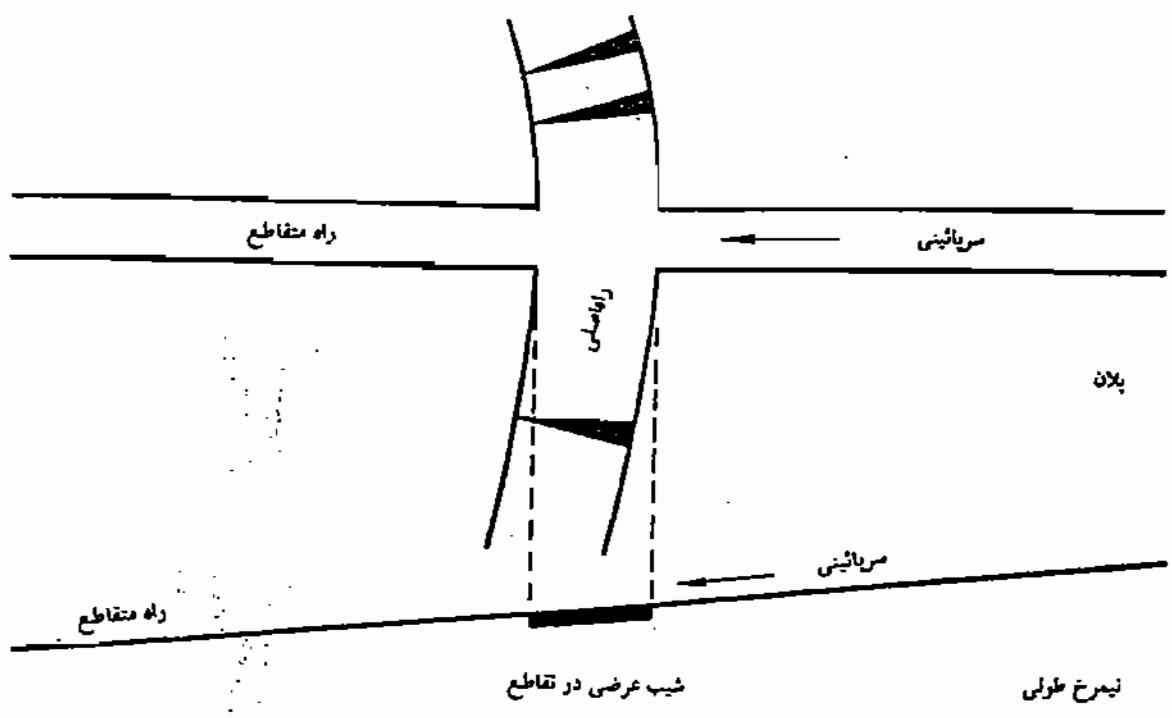 سرپائینی
راه متقاطع
راه‌اصلی
پلان
سرپائینی
راه متقاطع
نیمرخ طولی
شیب عرضی در تقاطع